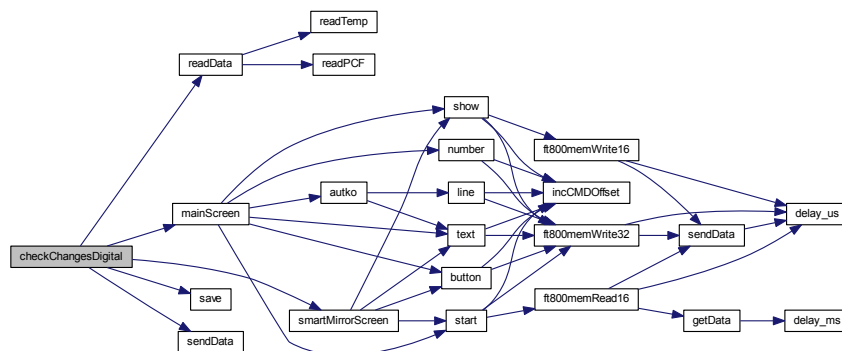 readTemp
readData
readPCF
show
ft800memWrite16
number
autko
line
incCMDOffset
mainScreen
delay_us
text
ft800memWrite32
sendData
checkChangesDigital
button
save
ft800memRead16
smartMirrorScreen
start
getData
delay_ms
sendData